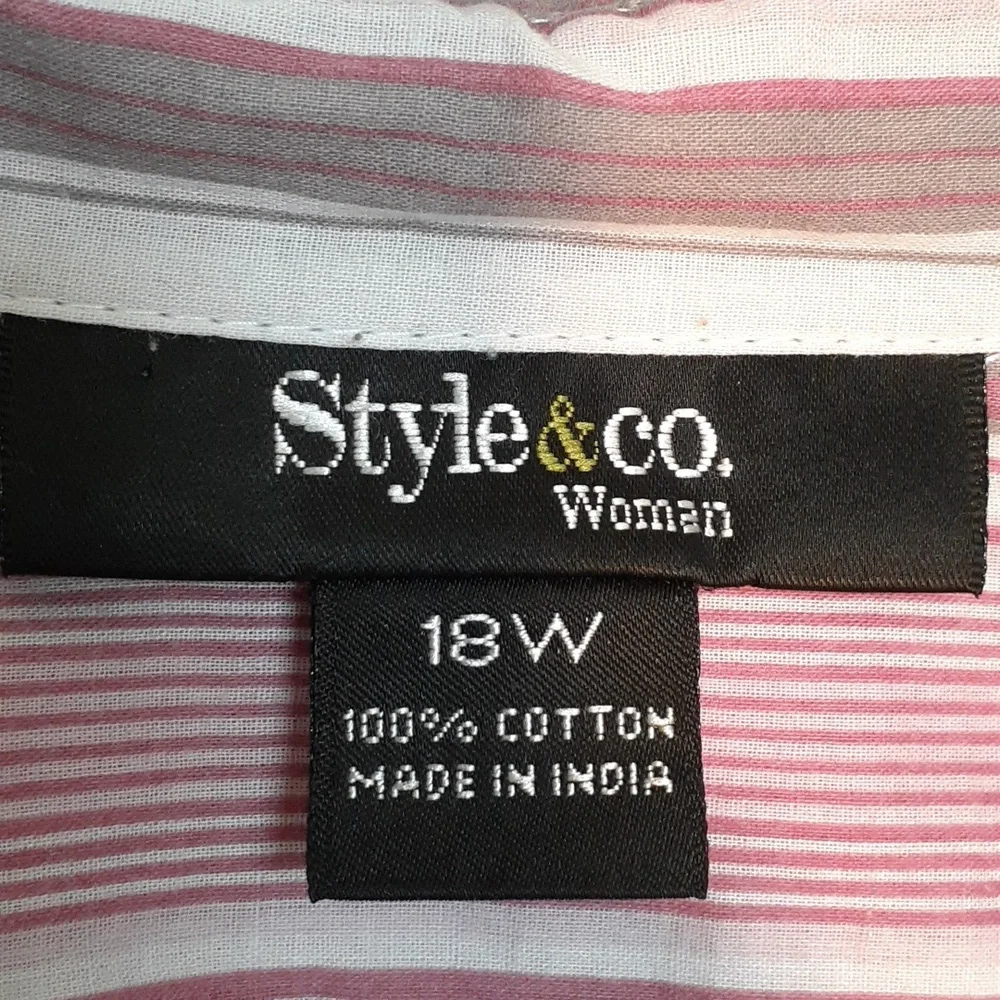 Style&co.
Woman
18W
100% COTTON
MADE IN INDIA